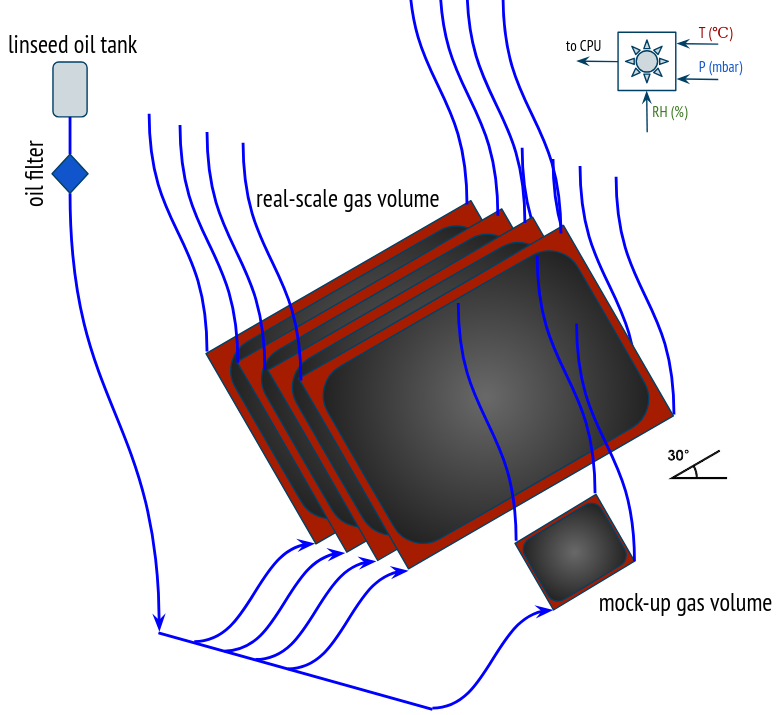 linseed oil tank
oil filter
real-scale gas volume
to CPU
T (°C)
P (mbar)
RH (%)
30°
mock-up gas volume